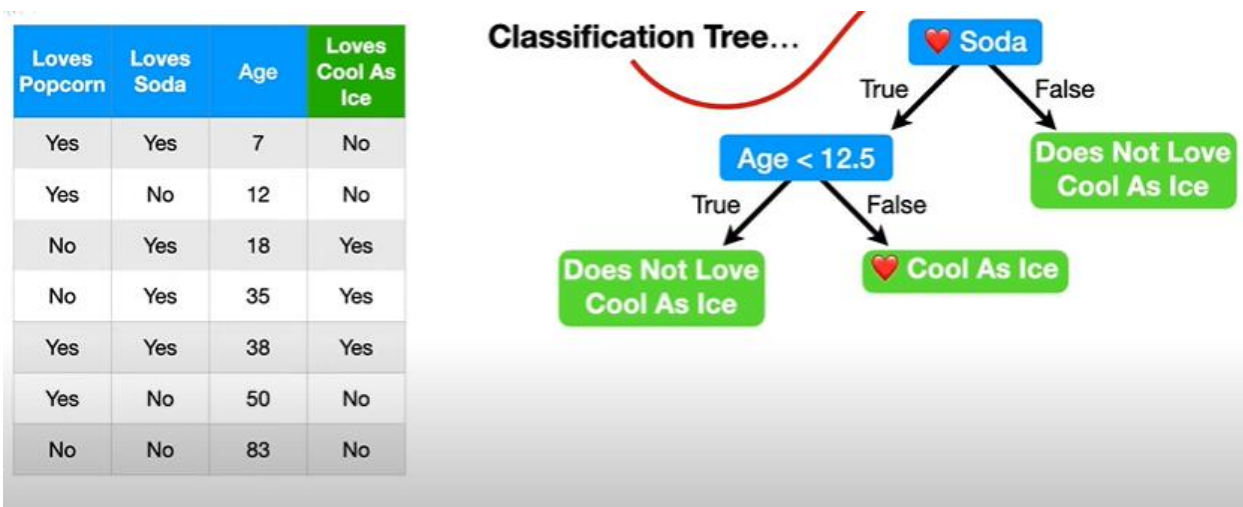 Loves Popcorn Loves Soda Age Loves Cool As Ice
Yes Yes 7 No
Yes No 12 No
No Yes 18 Yes
No Yes 35 Yes
Yes Yes 38 Yes
Yes No 50 No
No No 83 No
Classification Tree...
❤️ Soda
True False
Age < 12.5
Does Not Love
Cool As Ice
True False
Does Not Love
Cool As Ice
❤️ Cool As Ice